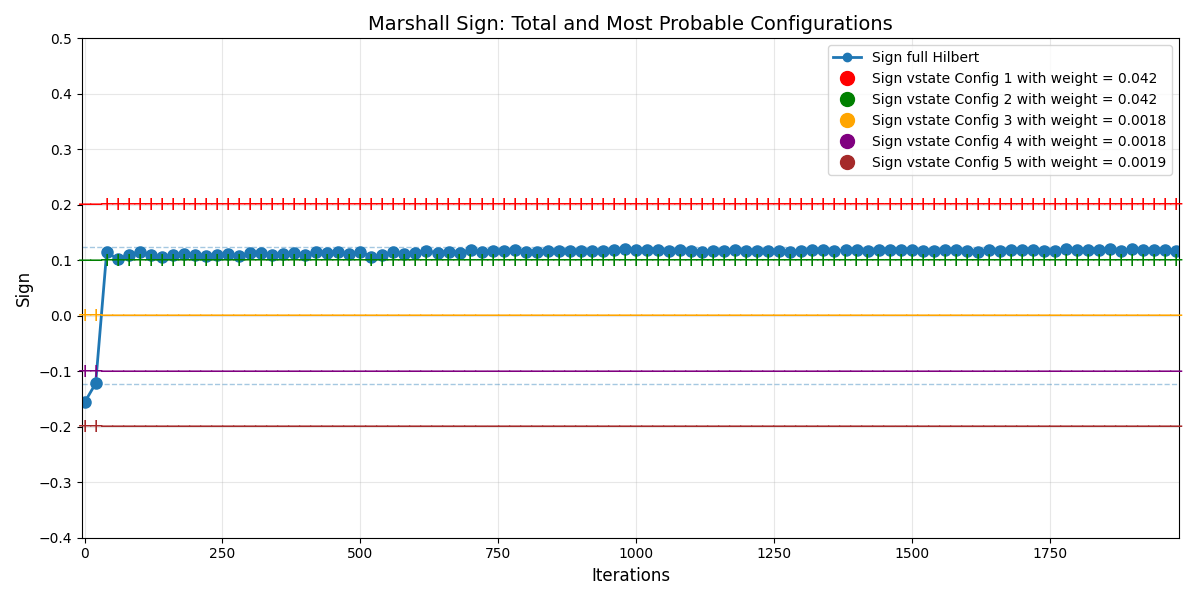 Marshall Sign: Total and Most Probable Configurations
Sign full Hilbert
Sign vstate Config 1 with weight = 0.042
Sign vstate Config 2 with weight = 0.042
Sign vstate Config 3 with weight = 0.0018
Sign vstate Config 4 with weight = 0.0018
Sign vstate Config 5 with weight = 0.0019
Sign
0.5
0.4
0.3
0.2
0.1
0.0
−0.1
−0.2
−0.3
−0.4
0 250 500 750 1000 1250 1500 1750
Iterations